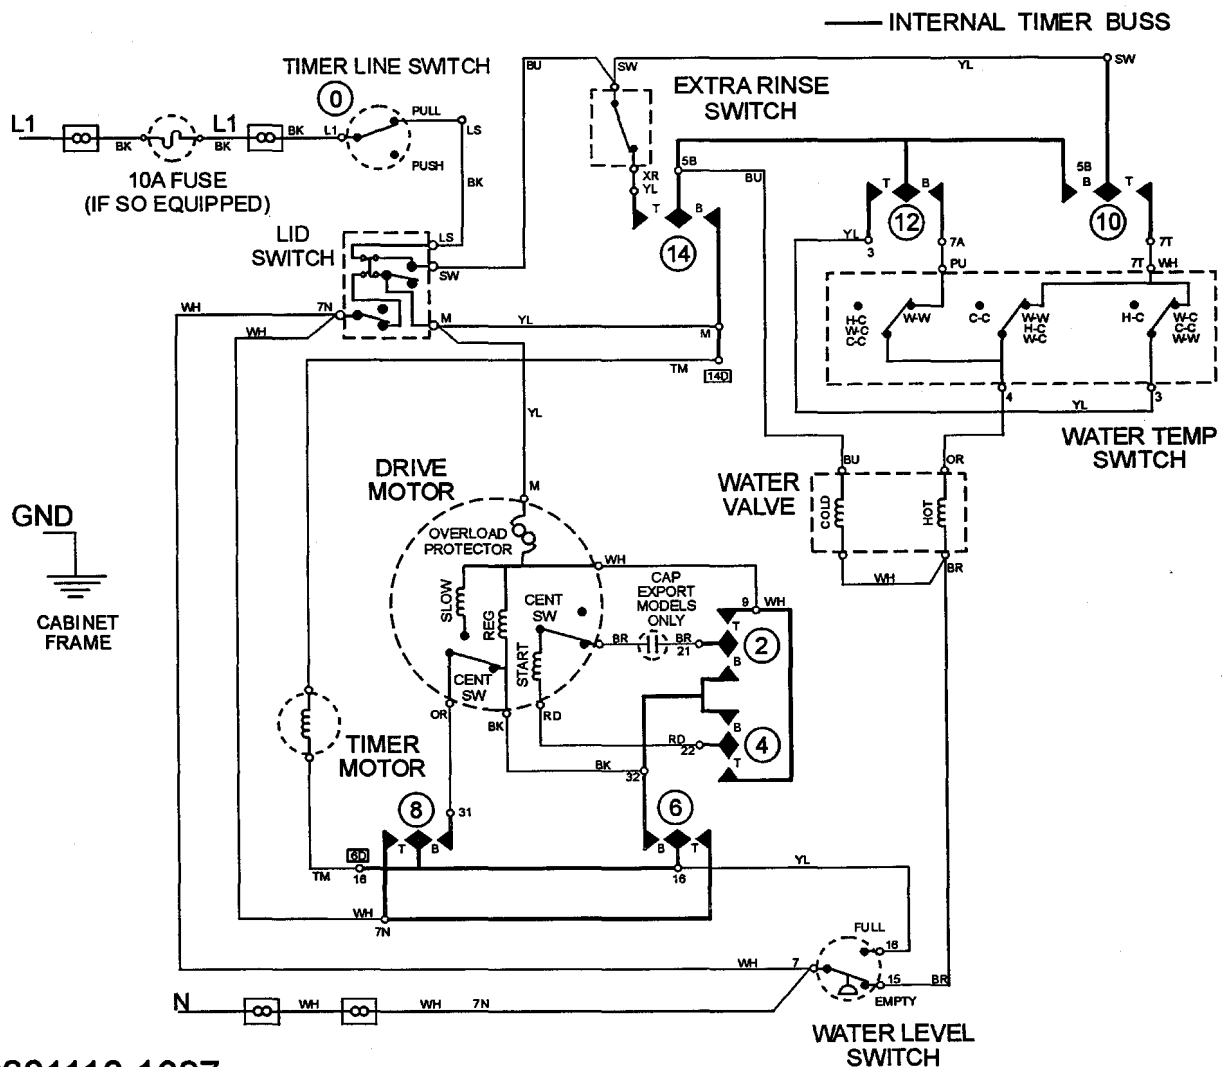 INTERNAL TIMER BUSS
TIMER LINE SWITCH
0
BU
SW
YL
SW
EXTRA RINSE
SWITCH
L1
L1
BK
BK
BK
L1
PULL
LS
PUSH
10A FUSE
(IF SO EQUIPPED)
BK
XR
YL
5B
BU
5B
T
B
T
B
B
T
14
12
10
LID
SWITCH
LS
SW
YL
3
7A
PU
7T
7T
WH
WH
7N
WH
M
YL
M
TM
14D
H-C
W-C
C-C
W-W
C-C
W-W
H-C
W-C
H-C
W-C
C-C
W-W
4
YL
3
WATER TEMP
SWITCH
YL
DRIVE
MOTOR
M
WATER
VALVE
BU
OR
COLD
HOT
WH
BR
GND
CABINET
FRAME
OVERLOAD
PROTECTOR
WH
SLOW
REG
CENT
SW
START
CENT
SW
CAP
EXPORT
MODELS
ONLY
9
WH
BR
BR
21
T
2
B
B
RD
22
4
T
OR
BK
RD
BK
32
TIMER
MOTOR
8
31
6
T
B
B
T
6D
TM
16
16
YL
WH
7N
FULL
16
WH
7
15
BR
EMPTY
N
WH
WH
7N
WATER LEVEL
SWITCH